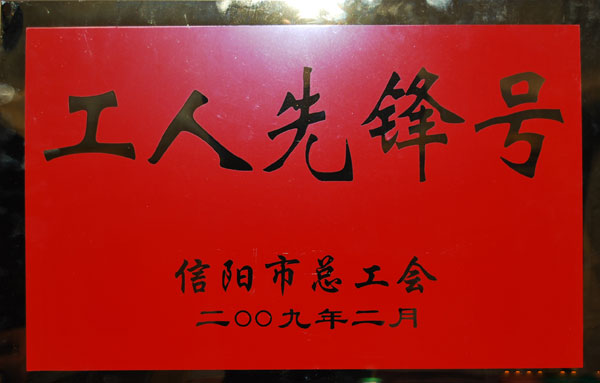 工人先锋号
信阳市总工会
二〇〇九年二月